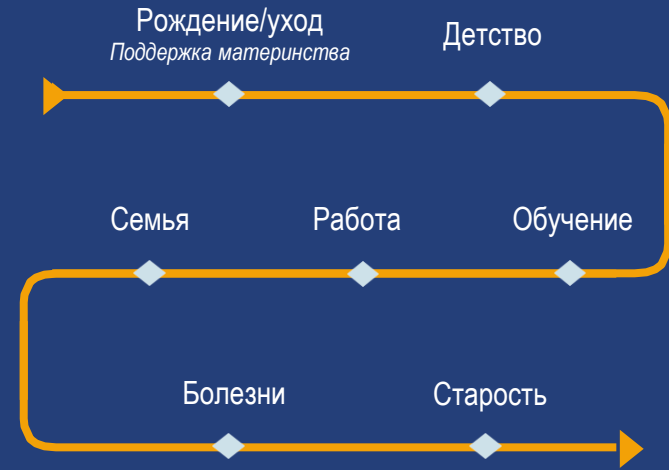 Рождение/уход
Поддержка материнства
Детство
Семья
Работа
Обучение
Болезни
Старость